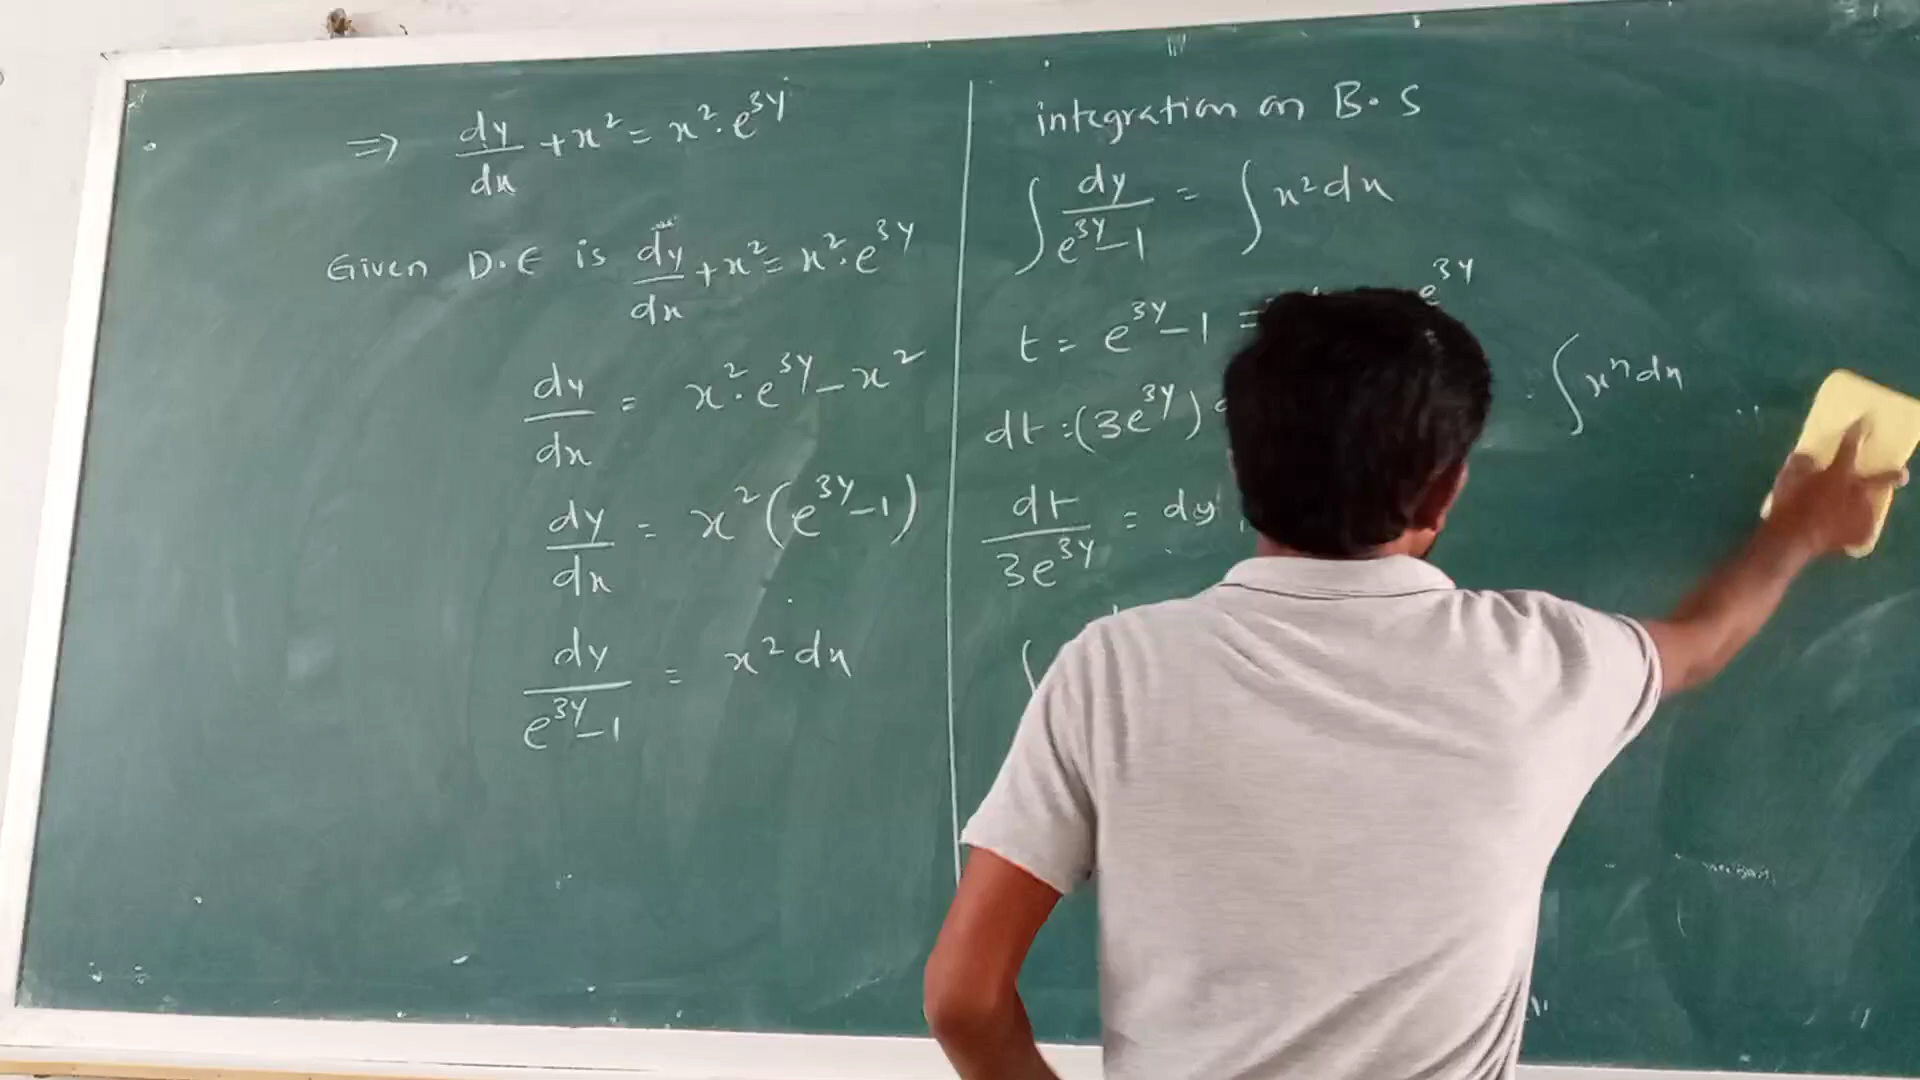 ⇒ dy/dx + x² = x². e^3y
Given D.E is dy/dx + x² = x². e^3y
dy/dx = x². e^3y − x²
dy/dx = x² (e^3y − 1)
dy/(e^3y − 1) = x² dx
integration on B.S
∫ dy/(e^3y − 1) = ∫ x² dx
t = e^3y − 1 = e^3y
dt = (3e^3y)
∫ xⁿ dx
dt/3e^3y = dy
∫